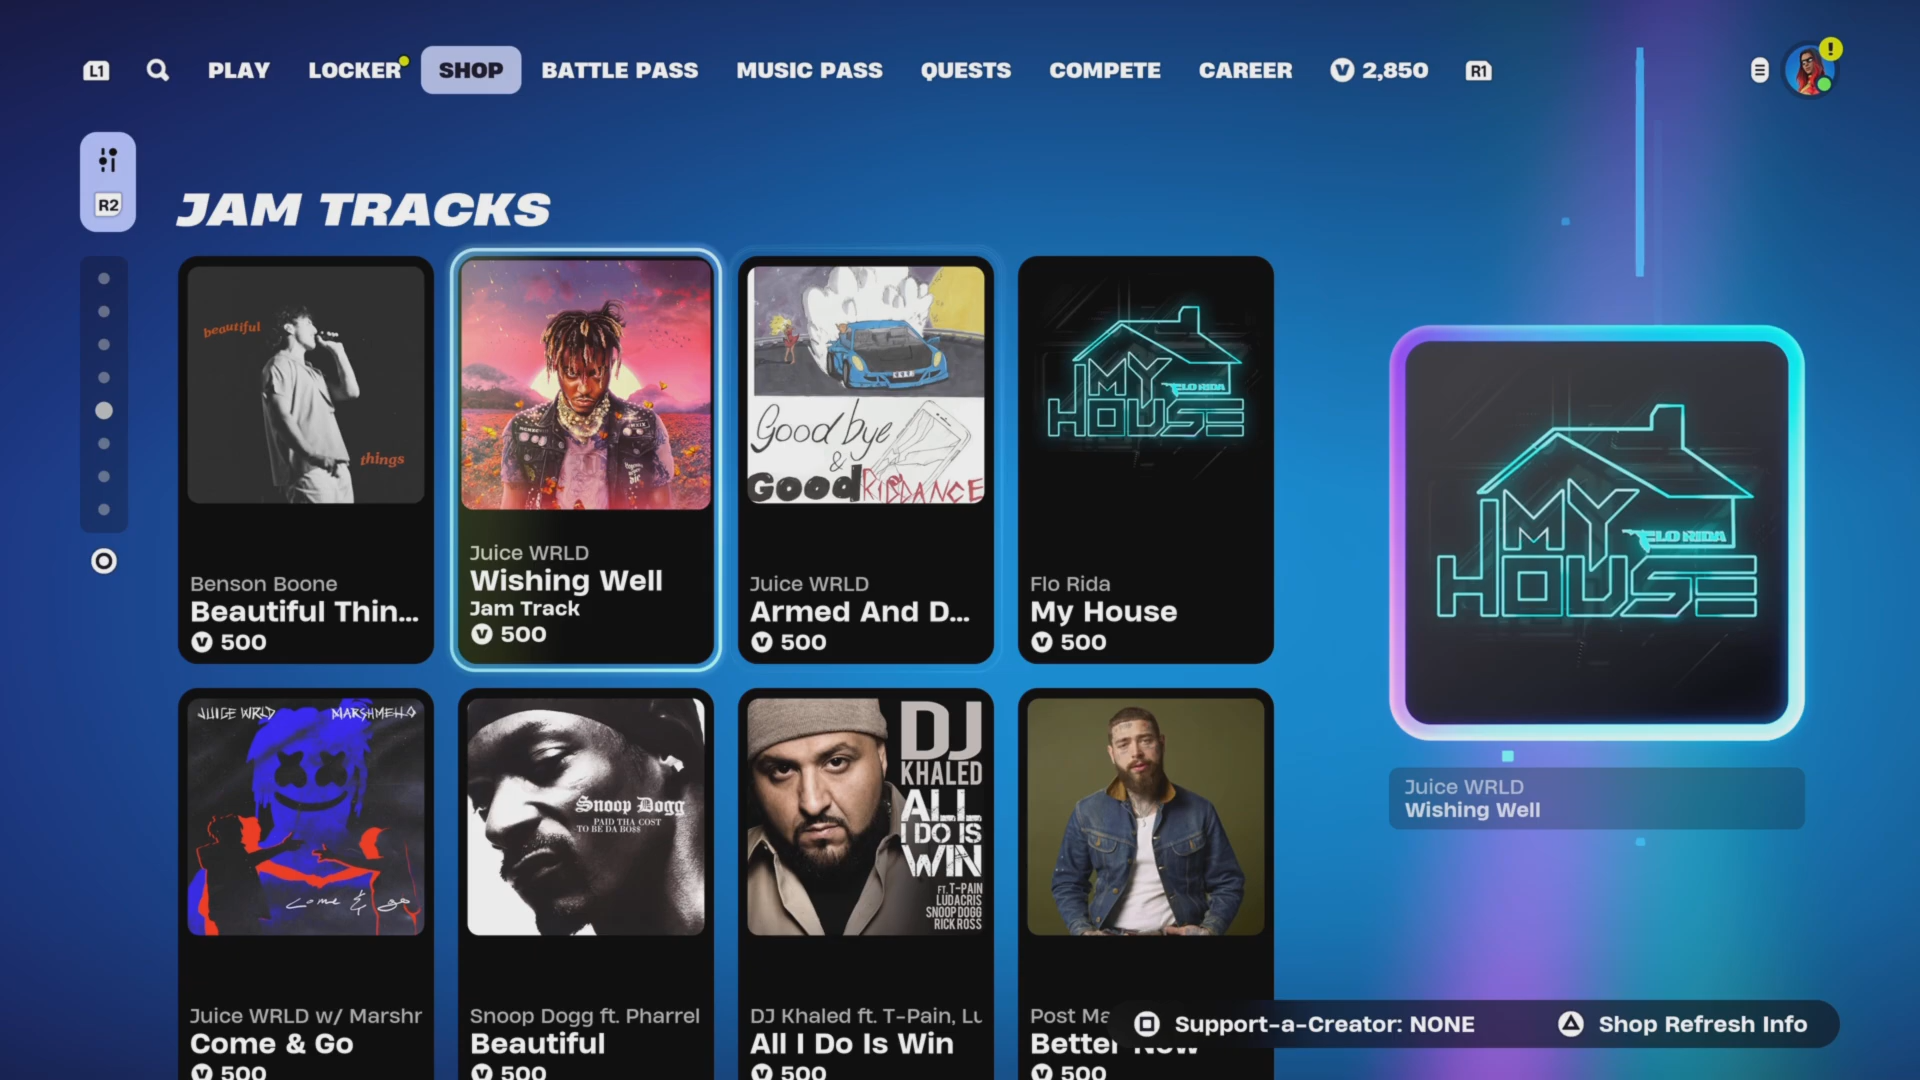 L1
PLAY
LOCKER
SHOP
BATTLE PASS
MUSIC PASS
QUESTS
COMPETE
CAREER
2,850
R1
!
R2
JAM TRACKS
beautiful
things
Benson Boone
Beautiful Thin...
500
Juice WRLD
Wishing Well
Jam Track
500
Good bye
&
Good RIDDANCE
Juice WRLD
Armed And D...
500
MY
FLO RIDA
HOUSE
Flo Rida
My House
500
MY
FLO RIDA
HOUSE
Juice WRLD
Wishing Well
JUICE WRLD
MARSHMELLO
come & go
Juice WRLD w/ Marshr
Come & Go
500
Snoop Dogg
PAID THA COST
TO BE DA BO$$
Snoop Dogg ft. Pharrel
Beautiful
500
DJ
KHALED
ALL
I DO IS
WIN
FT. T-PAIN
LUDACRIS
SNOOP DOGG
RICK ROSS
DJ Khaled ft. T-Pain, Lu
All I Do Is Win
500
Post Ma
Better Now
500
Support-a-Creator: NONE
Shop Refresh Info